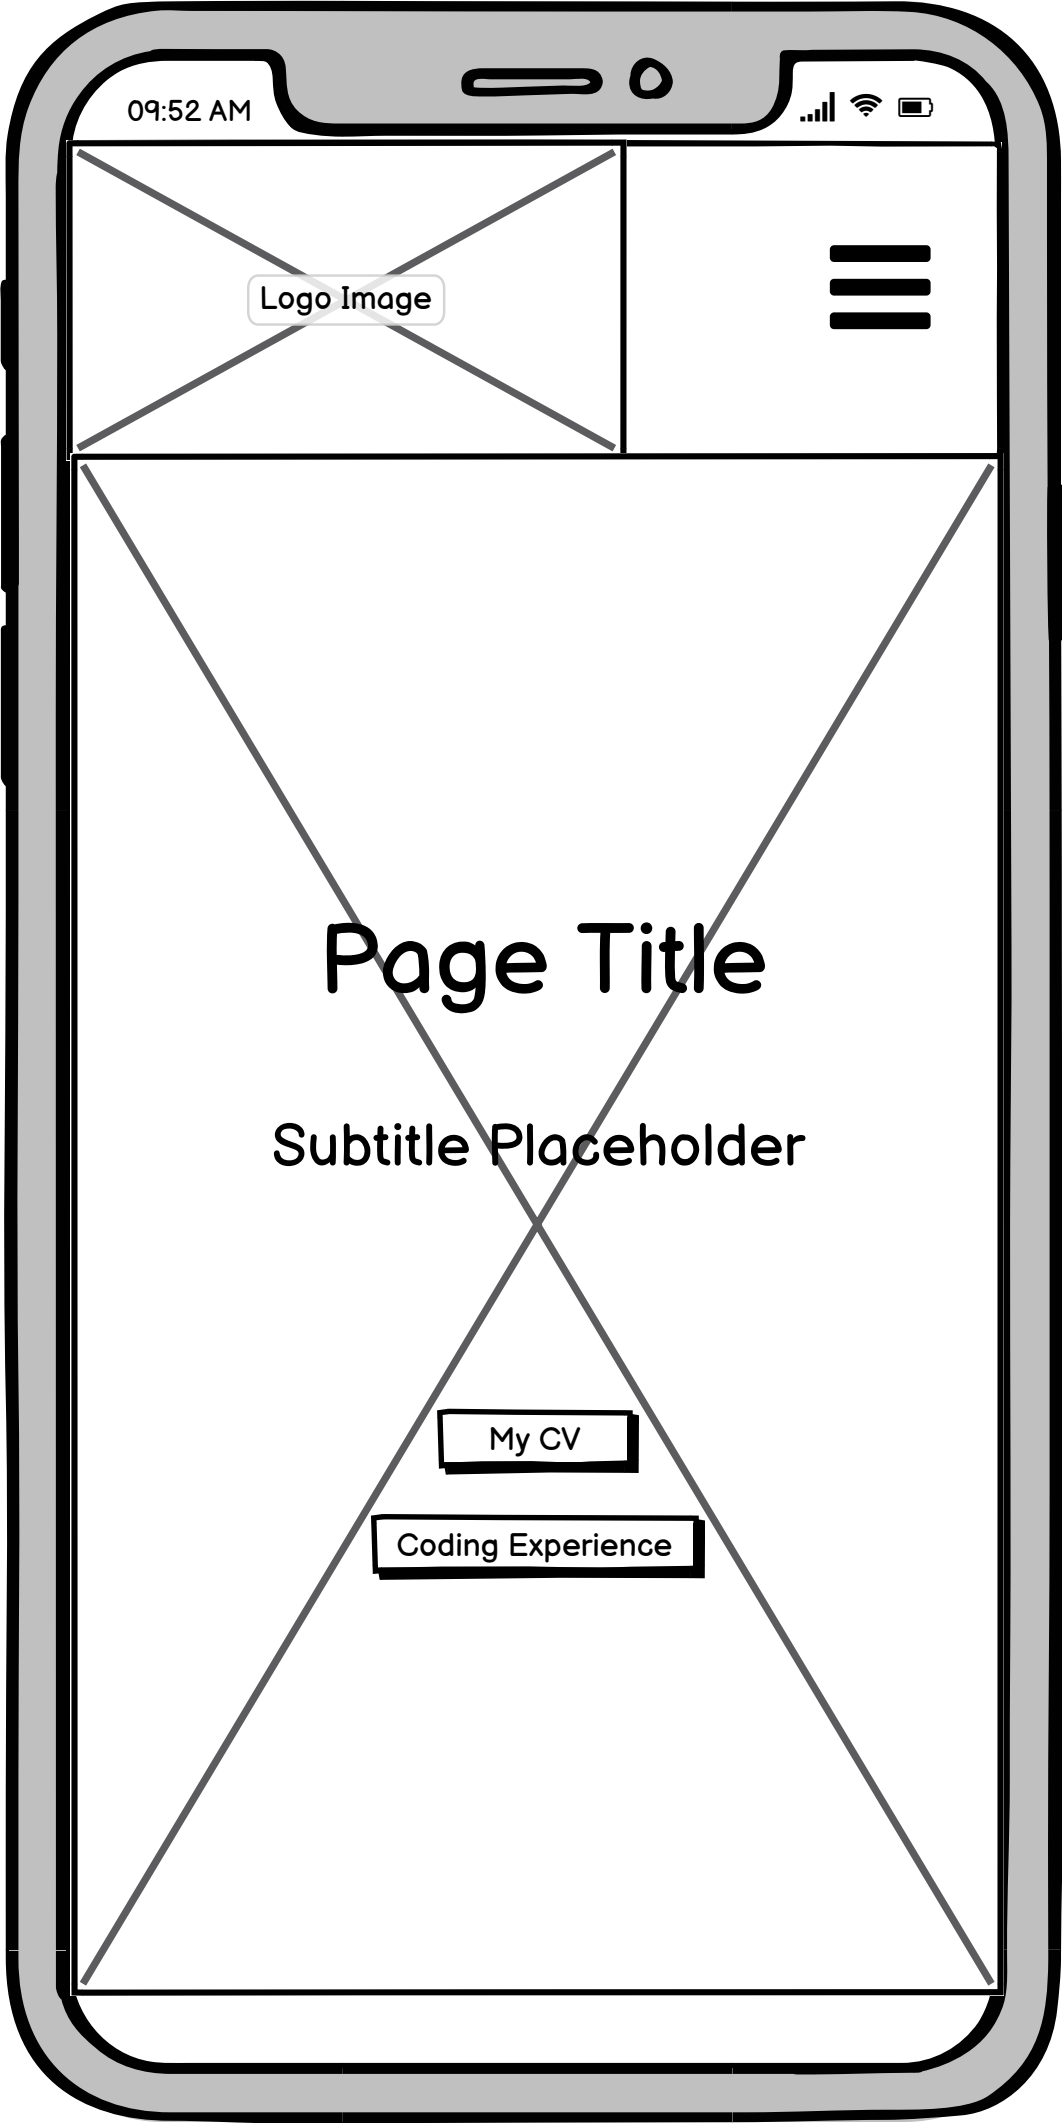 09:52 AM
Logo Image
Page Title
Subtitle Placeholder
My CV
Coding Experience